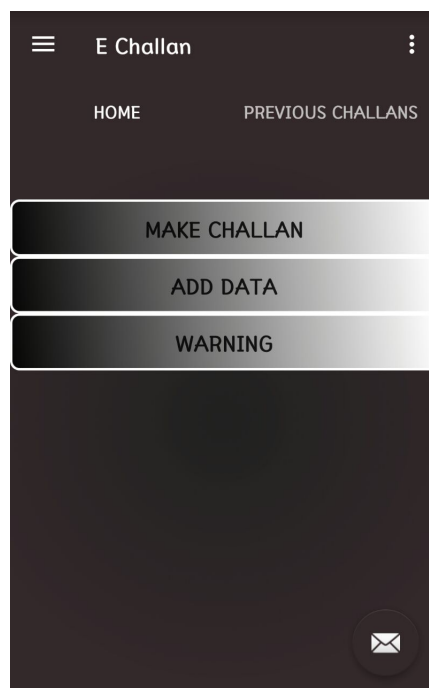 E Challan
HOME PREVIOUS CHALLANS
MAKE CHALLAN
ADD DATA
WARNING